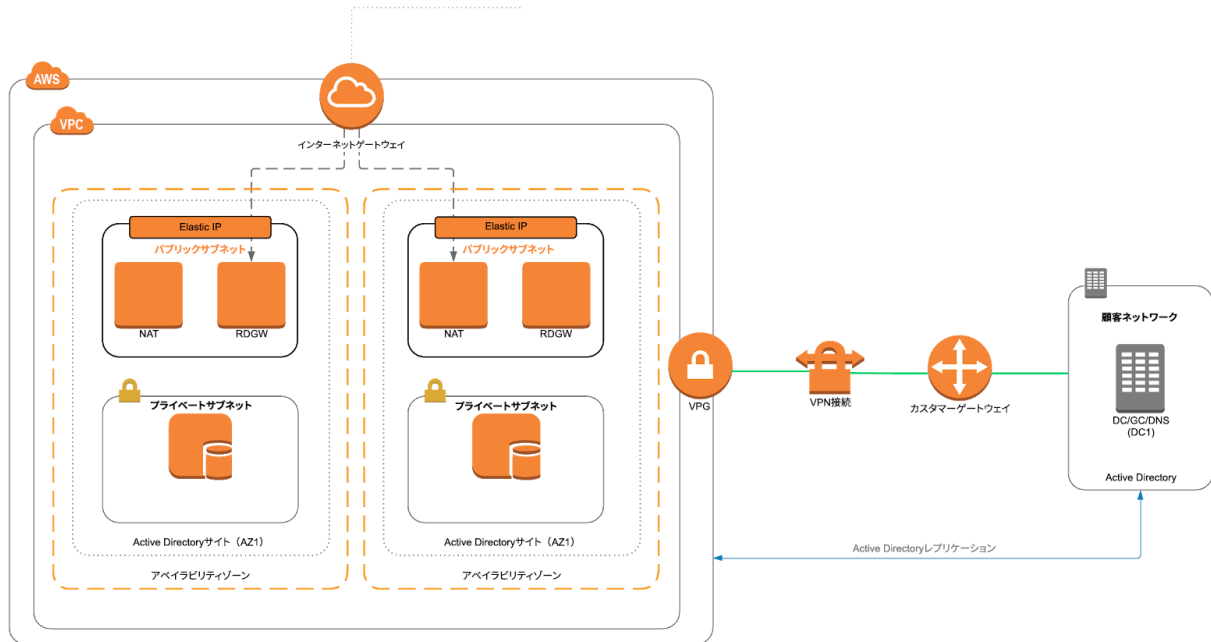 AWS
VPC
インターネットゲートウェイ
Elastic IP
パブリックサブネット
NAT
RDGW
プライベートサブネット
Active Directoryサイト（AZ1）
アベイラビリティゾーン
Elastic IP
パブリックサブネット
NAT
RDGW
プライベートサブネット
Active Directoryサイト（AZ1）
アベイラビリティゾーン
VPG
VPN接続
カスタマーゲートウェイ
顧客ネットワーク
DC/GC/DNS
(DC1)
Active Directory
Active Directoryレプリケーション